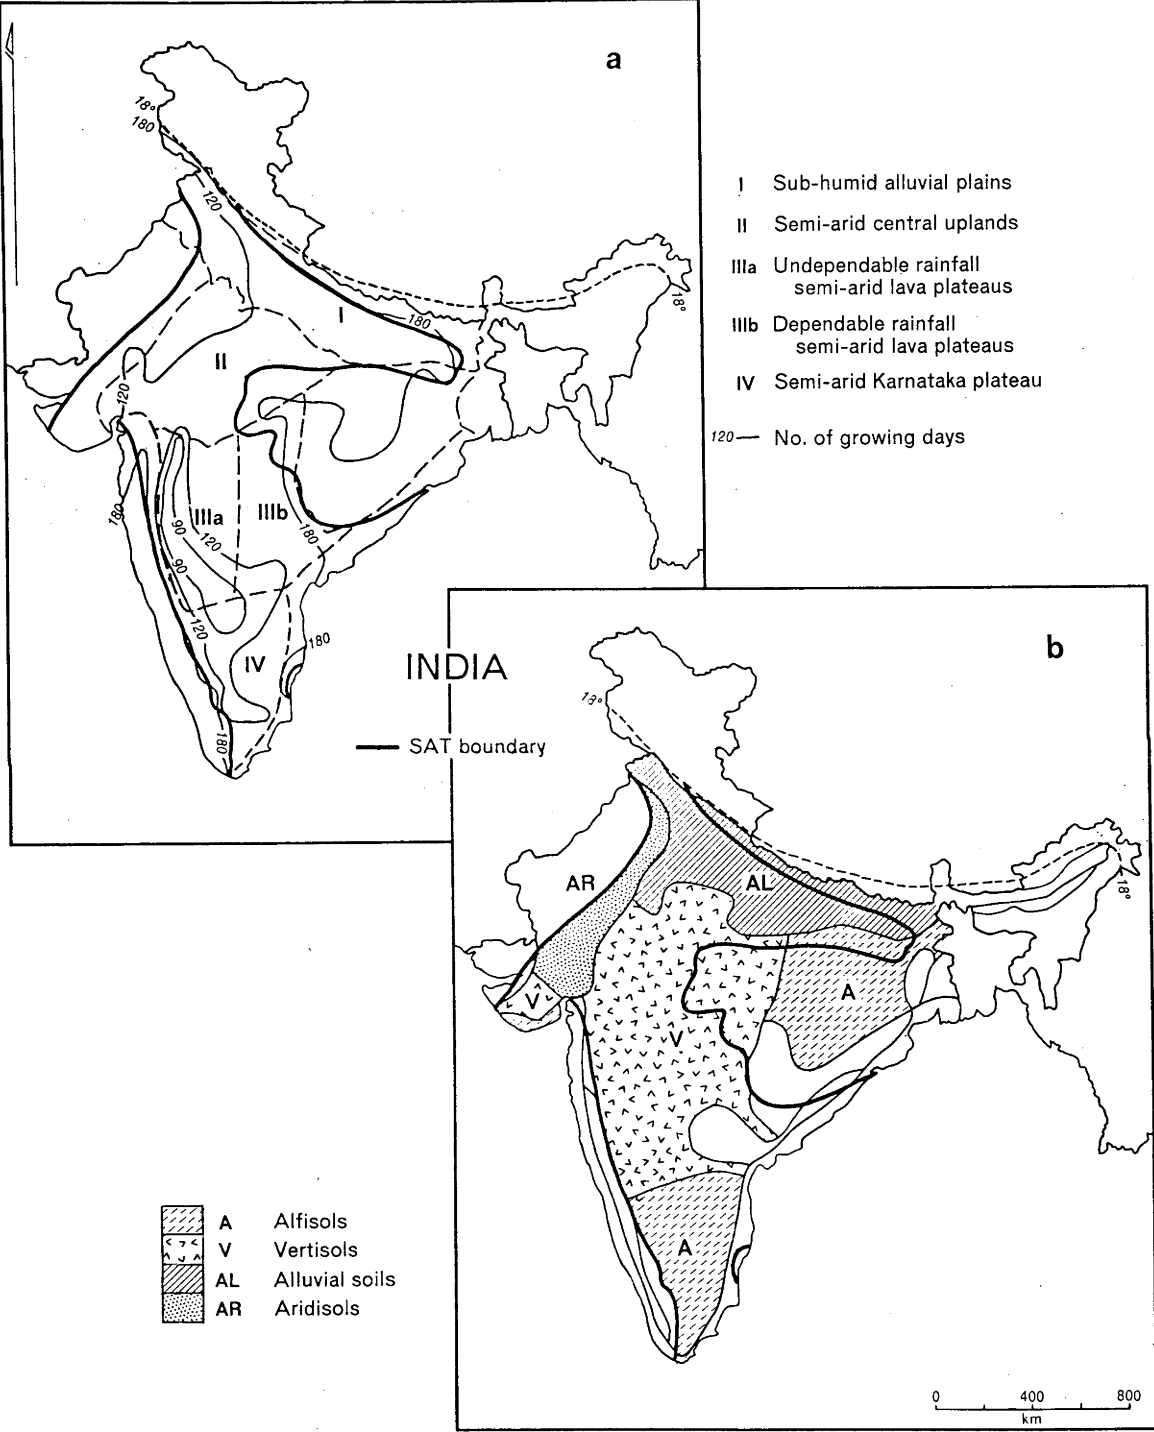 a
18°
180
120
I
180
18°
II
120
180
IIIa
IIIb
90
120
180
90
120
180
IV
180
I Sub-humid alluvial plains
II Semi-arid central uplands
IIIa Undependable rainfall
semi-arid lava plateaus
IIIb Dependable rainfall
semi-arid lava plateaus
IV Semi-arid Karnataka plateau
120— No. of growing days
INDIA
SAT boundary
b
18°
AR
AL
18°
V
A
V
A
A Alfisols
V Vertisols
AL Alluvial soils
AR Aridisols
0 400 800
km